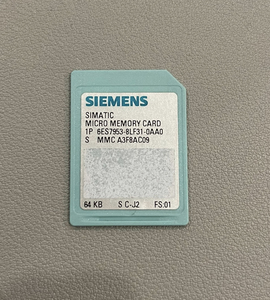 SIEMENS
SIMATIC
MICRO MEMORY CARD
1P 6ES7953-8LF31-0AA0
S MMC A3F8AC09
64 KB S C-J2 FS:01